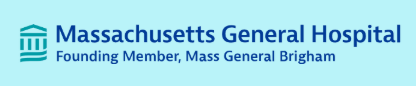 Massachusetts General Hospital
Founding Member, Mass General Brigham